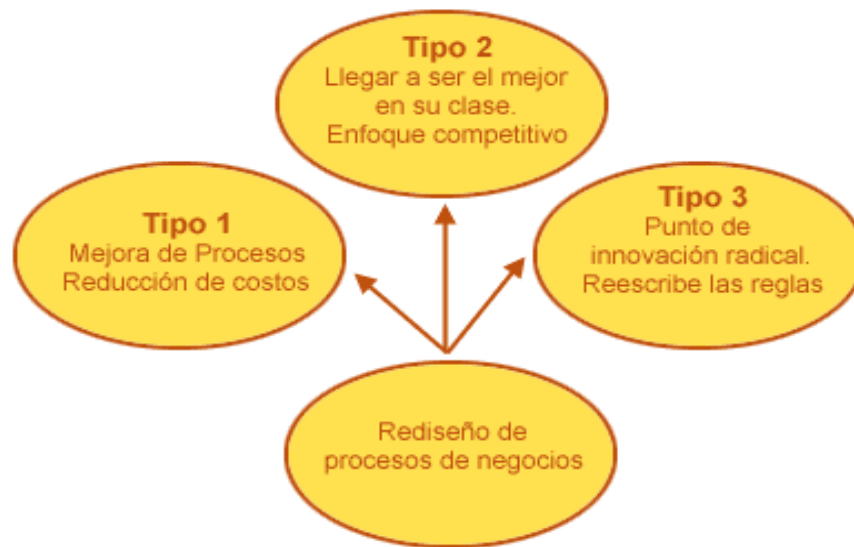 Tipo 2
Llegar a ser el mejor
en su clase.
Enfoque competitivo
Tipo 1
Mejora de Procesos
Reducción de costos
Tipo 3
Punto de
innovación radical.
Reescribe las reglas
Rediseño de
procesos de negocios